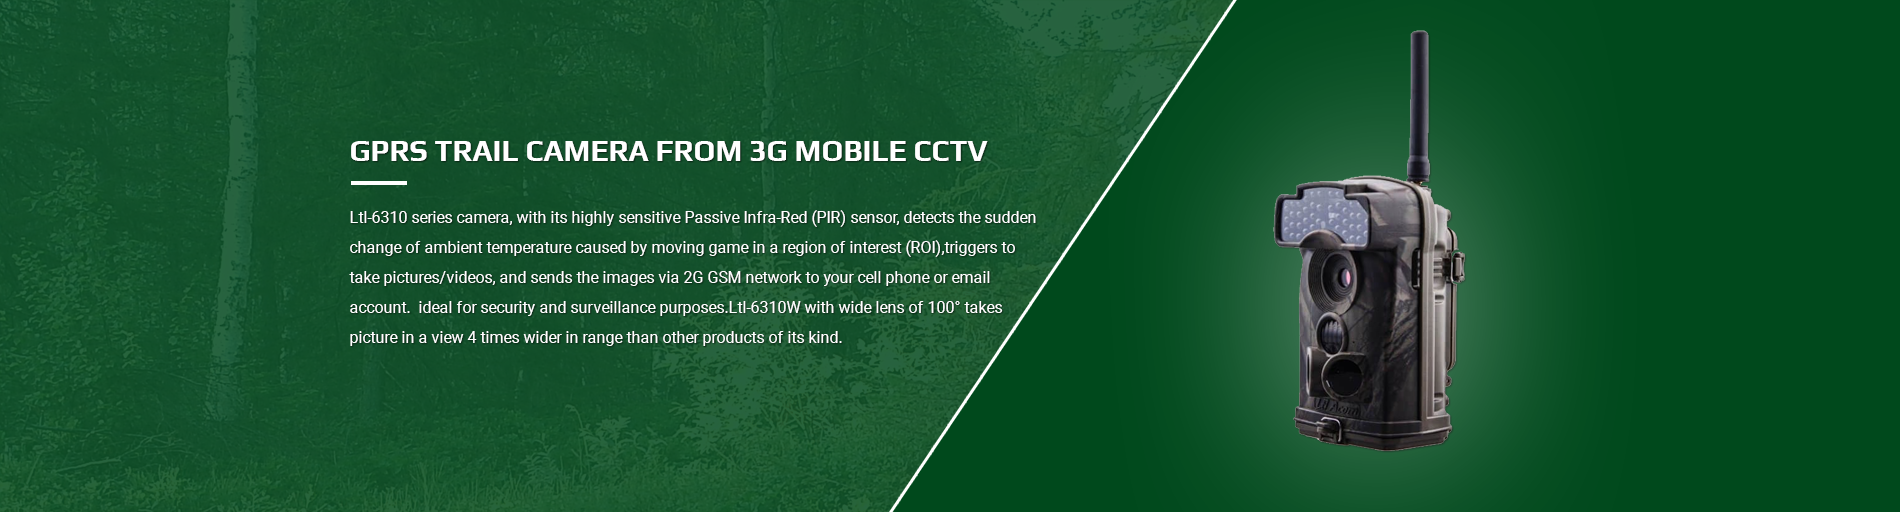 GPRS TRAIL CAMERA FROM 3G MOBILE CCTV
Ltl-6310 series camera, with its highly sensitive Passive Infra-Red (PIR) sensor, detects the sudden
change of ambient temperature caused by moving game in a region of interest (ROI),triggers to
take pictures/videos, and sends the images via 2G GSM network to your cell phone or email
account.  ideal for security and surveillance purposes.Ltl-6310W with wide lens of 100° takes
picture in a view 4 times wider in range than other products of its kind.
Ltl Acorn